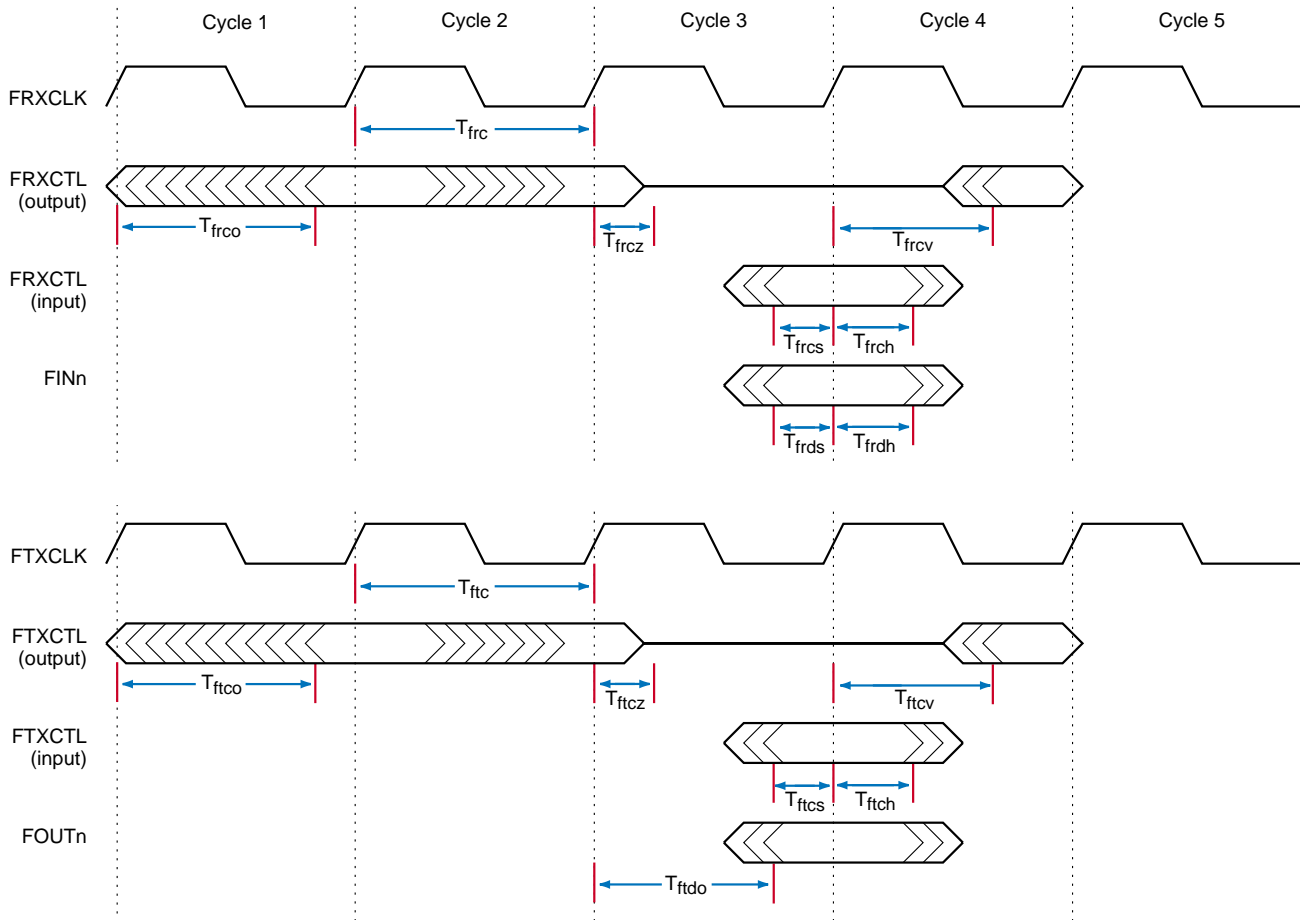 Cycle 1 Cycle 2 Cycle 3 Cycle 4 Cycle 5
FRXCLK
Tfrc
FRXCTL
(output)
Tfrco Tfrcz Tfrcv
FRXCTL
(input)
Tfrcs Tfrch
FINn
Tfrds Tfrdh
FTXCLK
Tftc
FTXCTL
(output)
Tftco Tftcz Tftcv
FTXCTL
(input)
Tftcs Tftch
FOUTn
Tftdo